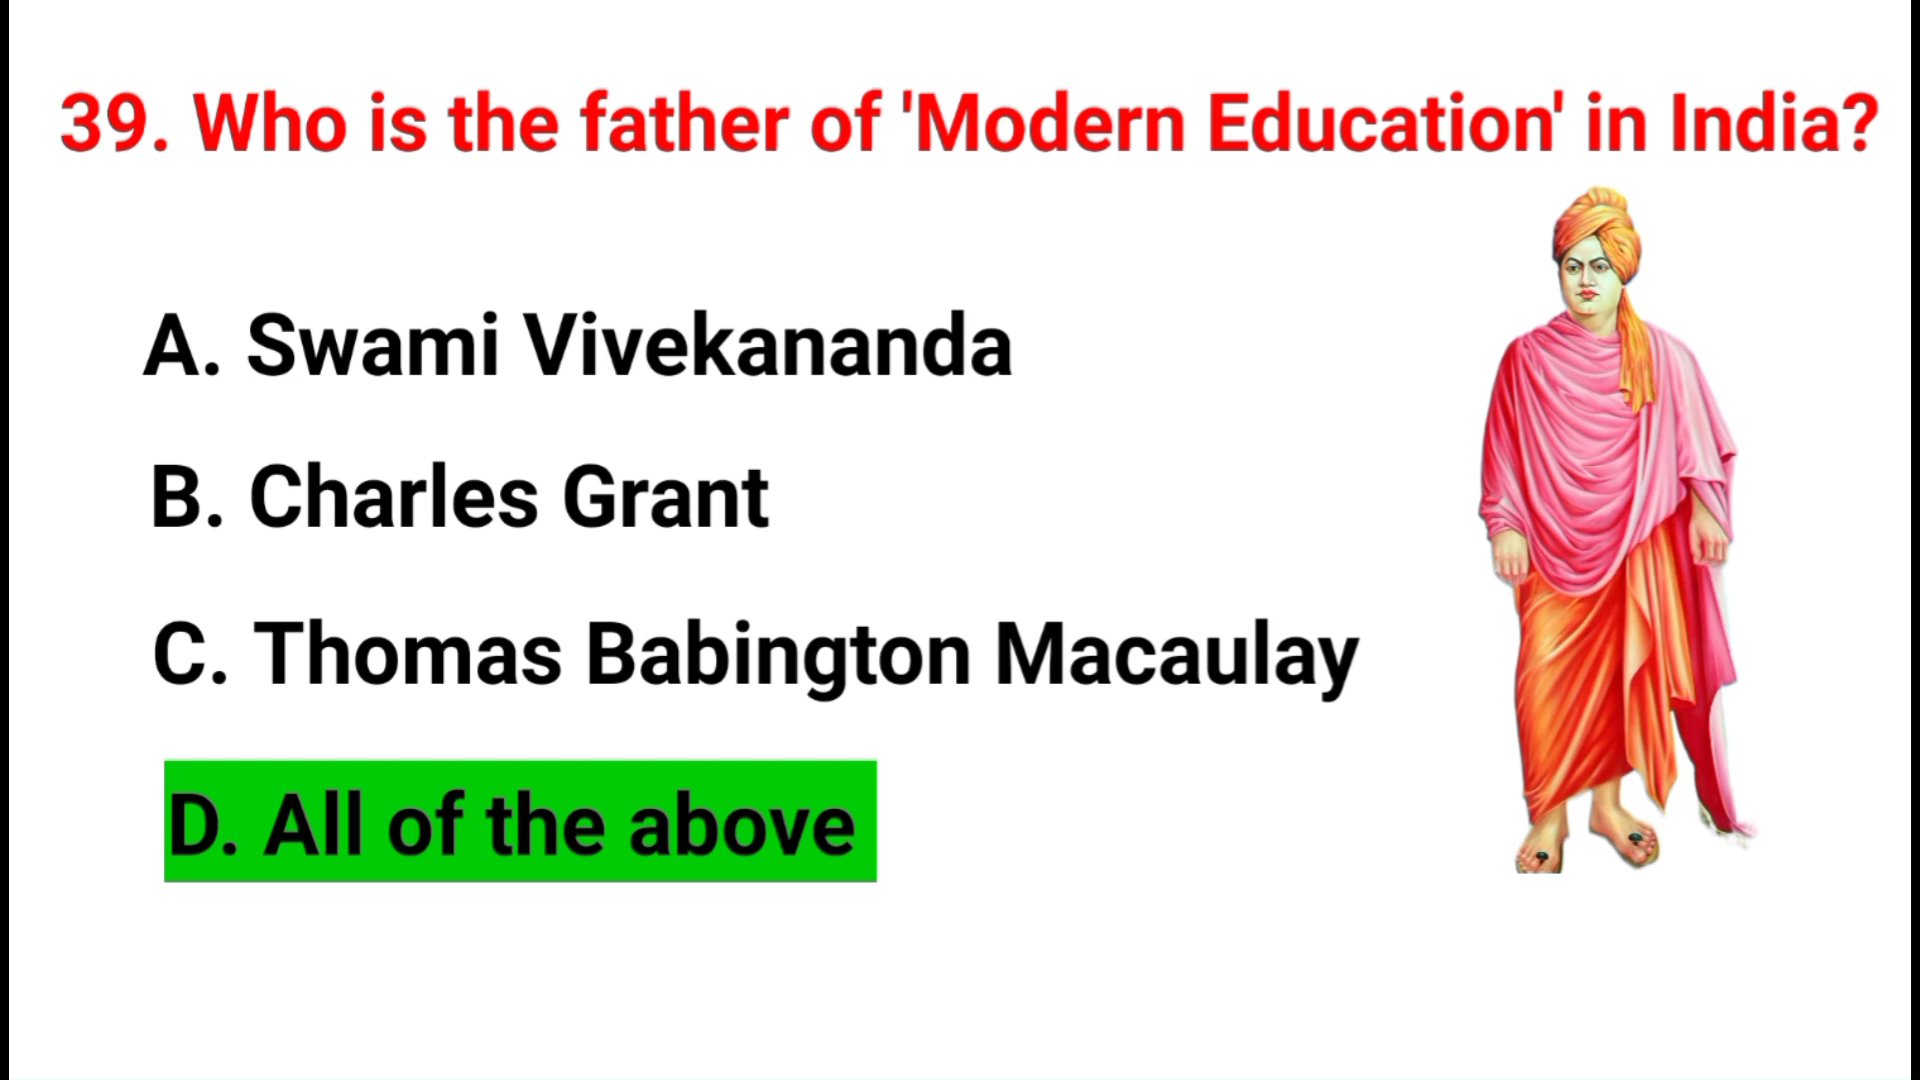 39. Who is the father of 'Modern Education' in India?
A. Swami Vivekananda
B. Charles Grant
C. Thomas Babington Macaulay
D. All of the above